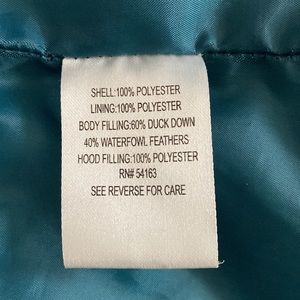 SHELL:100% POLYESTER
LINING:100% POLYESTER
BODY FILLING:60% DUCK DOWN
40% WATERFOWL FEATHERS
HOOD FILLING:100% POLYESTER
RN# 54163
SEE REVERSE FOR CARE